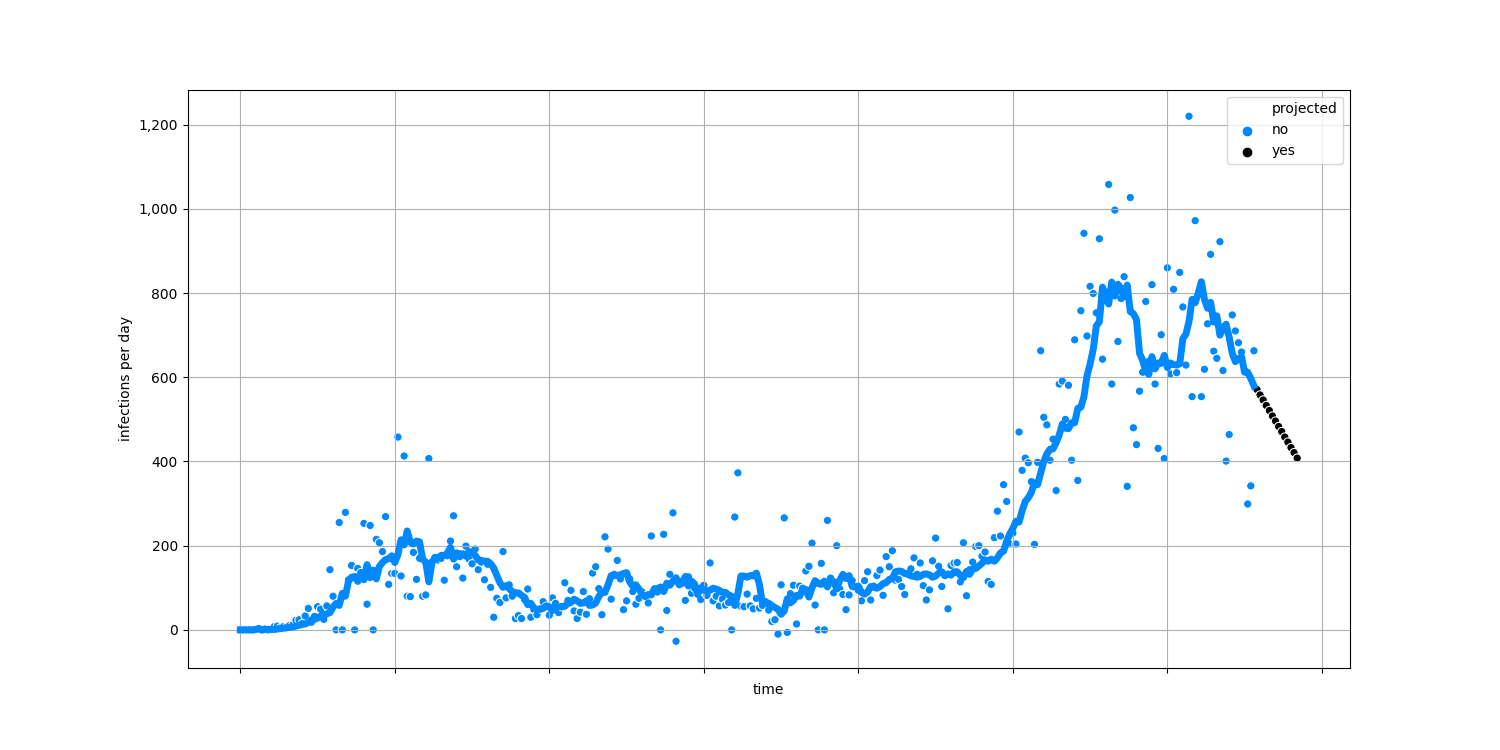 projected
no
yes
1,200
1,000
800
600
400
200
0
infections per day
time